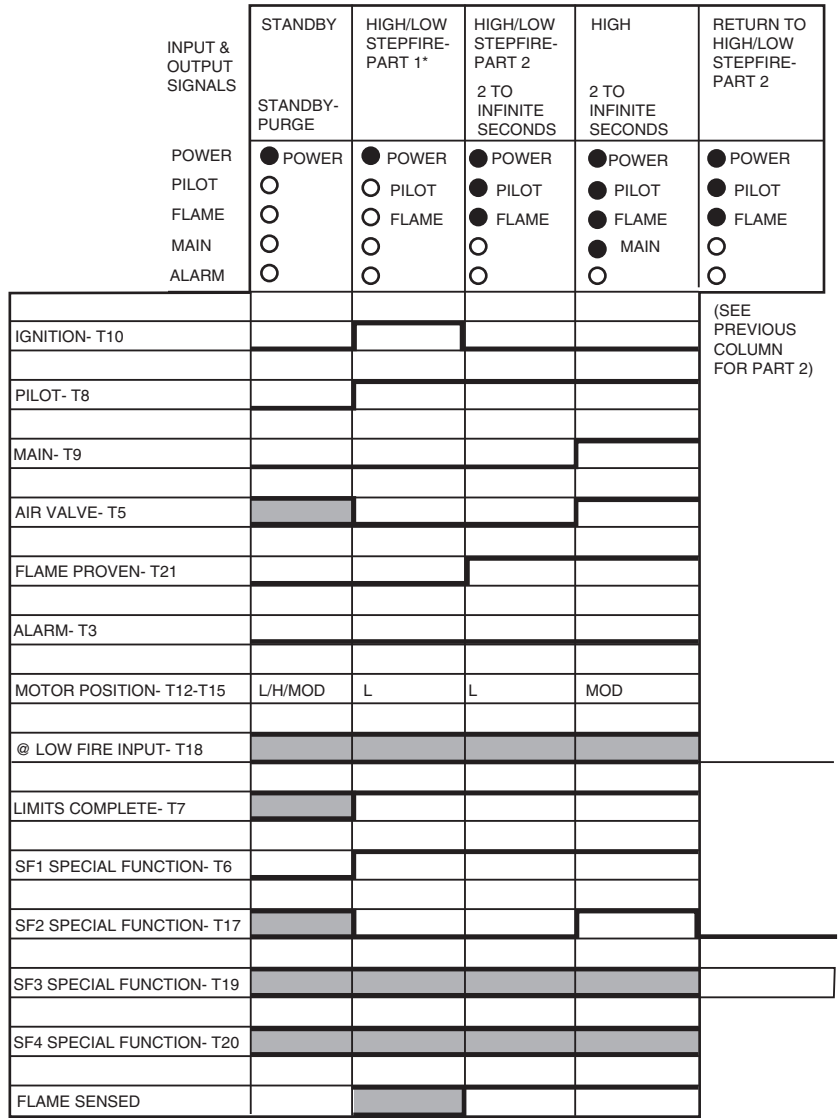 INPUT &
OUTPUT
SIGNALS
STANDBY
STANDBY-
PURGE
HIGH/LOW
STEPFIRE-
PART 1*
HIGH/LOW
STEPFIRE-
PART 2
2 TO
INFINITE
SECONDS
HIGH
2 TO
INFINITE
SECONDS
RETURN TO
HIGH/LOW
STEPFIRE-
PART 2
POWER POWER POWER POWER POWER POWER
PILOT PILOT PILOT PILOT PILOT
FLAME FLAME FLAME FLAME FLAME
MAIN MAIN
ALARM
(SEE
PREVIOUS
COLUMN
FOR PART 2)
IGNITION- T10
PILOT- T8
MAIN- T9
AIR VALVE- T5
FLAME PROVEN- T21
ALARM- T3
MOTOR POSITION- T12-T15 L/H/MOD L L MOD
@ LOW FIRE INPUT- T18
LIMITS COMPLETE- T7
SF1 SPECIAL FUNCTION- T6
SF2 SPECIAL FUNCTION- T17
SF3 SPECIAL FUNCTION- T19
SF4 SPECIAL FUNCTION- T20
FLAME SENSED